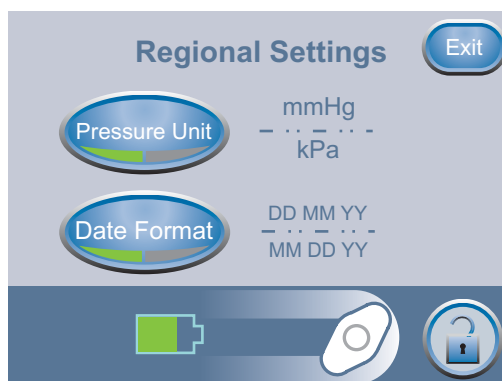 Regional Settings
Exit
Pressure Unit
mmHg
kPa
Date Format
DD MM YY
MM DD YY